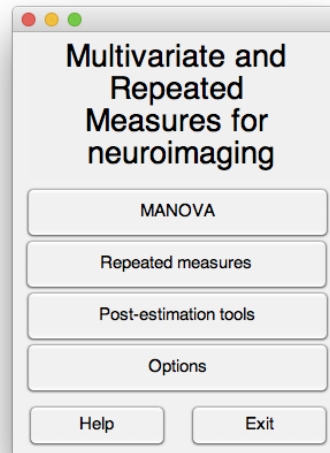 Multivariate and
Repeated
Measures for
neuroimaging
MANOVA
Repeated measures
Post-estimation tools
Options
Help
Exit